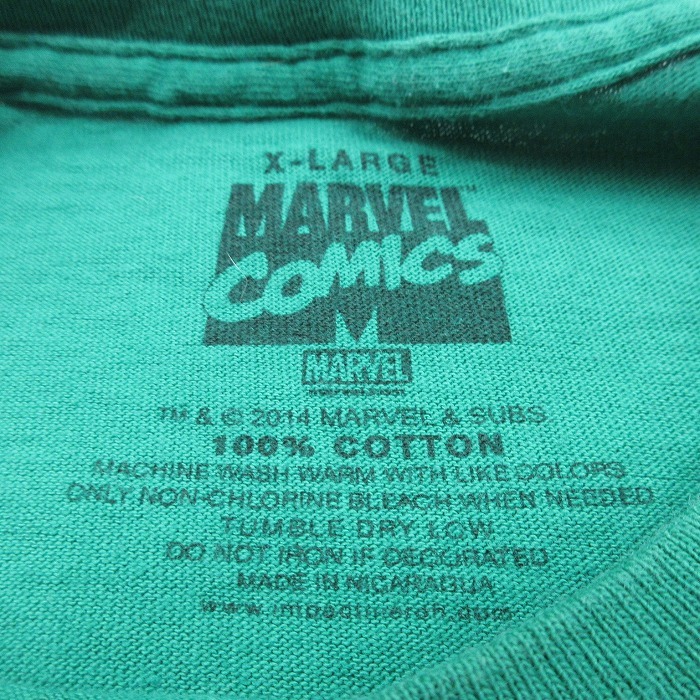 X-LARGE
MARVEL™
COMICS
MARVEL
TM & © 2014 MARVEL & SUBS
100% COTTON
MACHINE WASH WARM WITH LIKE COLORS
ONLY NON-CHLORINE BLEACH WHEN NEEDED
TUMBLE DRY LOW
DO NOT IRON IF DECORATED
MADE IN NICARAGUA